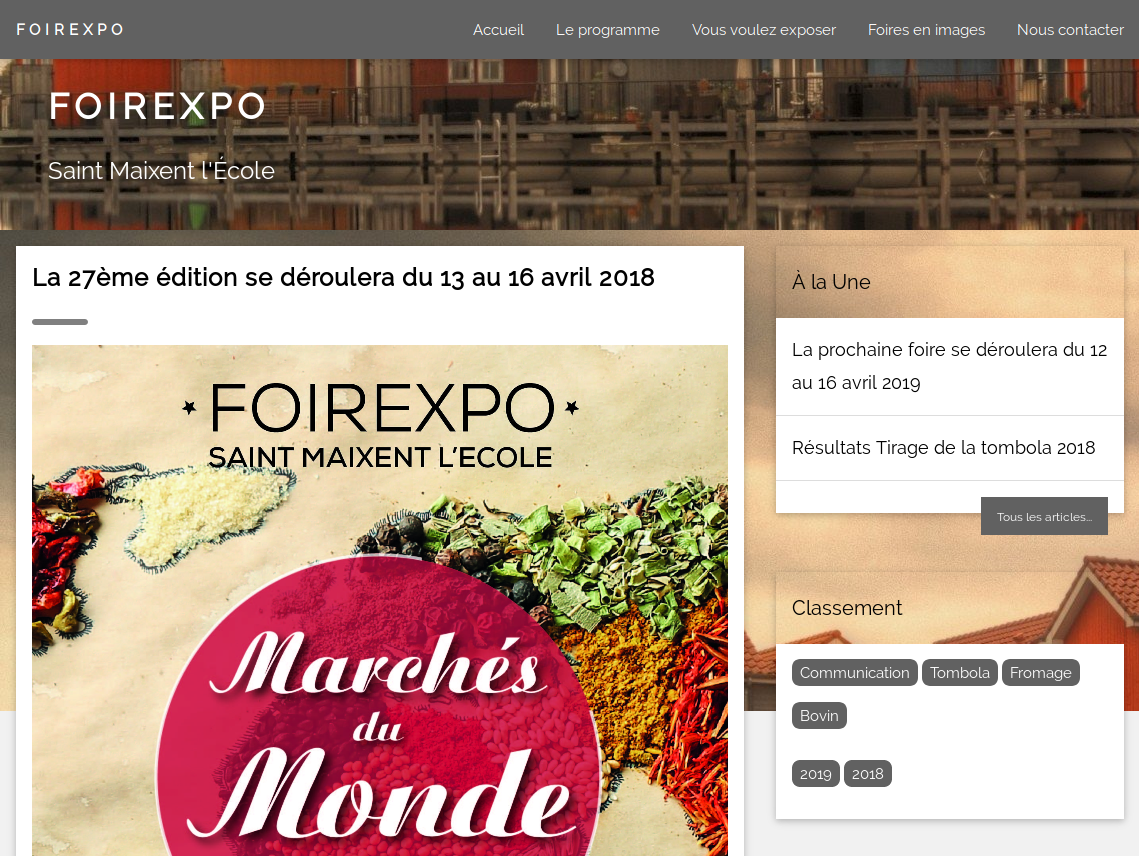 FOIREXPO
Accueil Le programme Vous voulez exposer Foires en images Nous contacter
FOIREXPO
Saint Maixent l'École
La 27ème édition se déroulera du 13 au 16 avril 2018
FOIREXPO
SAINT MAIXENT L'ECOLE
Marchés
du
Monde
À la Une
La prochaine foire se déroulera du 12
au 16 avril 2019
Résultats Tirage de la tombola 2018
Tous les articles...
Classement
Communication Tombola Fromage
Bovin
2019 2018